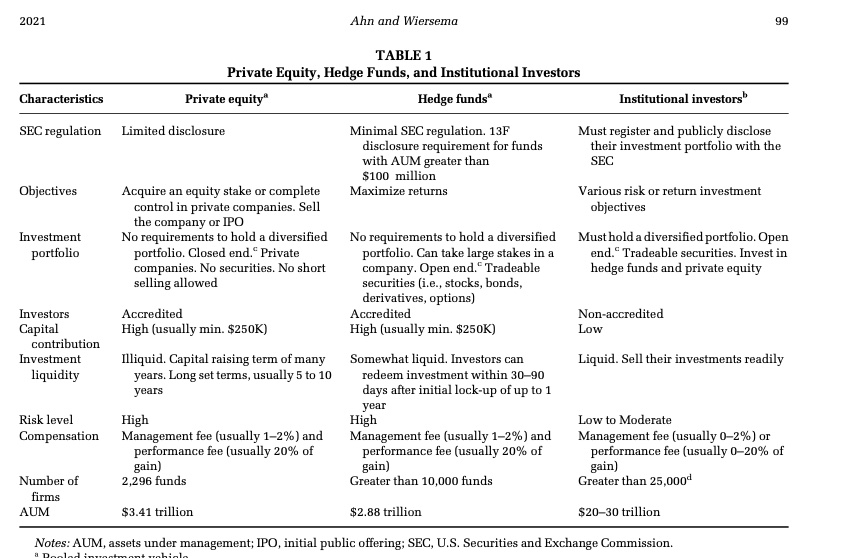 2021 Ahn and Wiersema 99
TABLE 1
Private Equity, Hedge Funds, and Institutional Investors
Characteristics Private equityᵃ Hedge fundsᵃ Institutional investorsᵇ
SEC regulation Limited disclosure Minimal SEC regulation. 13F Must register and publicly disclose
disclosure requirement for funds their investment portfolio with the
with AUM greater than SEC
$100 million
Objectives Acquire an equity stake or complete Maximize returns Various risk or return investment
control in private companies. Sell objectives
the company or IPO
Investment No requirements to hold a diversified No requirements to hold a diversified Must hold a diversified portfolio. Open
portfolio portfolio. Closed end.ᶜ Private portfolio. Can take large stakes in a end.ᶜ Tradeable securities. Invest in
companies. No securities. No short company. Open end.ᶜ Tradeable hedge funds and private equity
selling allowed securities (i.e., stocks, bonds,
derivatives, options)
Investors Accredited Accredited Non-accredited
Capital High (usually min. $250K) High (usually min. $250K) Low
contribution
Investment Illiquid. Capital raising term of many Somewhat liquid. Investors can Liquid. Sell their investments readily
liquidity years. Long set terms, usually 5 to 10 redeem investment within 30–90
years days after initial lock-up of up to 1
year
Risk level High High Low to Moderate
Compensation Management fee (usually 1–2%) and Management fee (usually 1–2%) and Management fee (usually 0–2%) or
performance fee (usually 20% of performance fee (usually 20% of performance fee (usually 0–20% of
gain) gain) gain)
Number of 2,296 funds Greater than 10,000 funds Greater than 25,000ᵈ
firms
AUM $3.41 trillion $2.88 trillion $20–30 trillion
Notes: AUM, assets under management; IPO, initial public offering; SEC, U.S. Securities and Exchange Commission.
ᵃ Pooled investment vehicle.